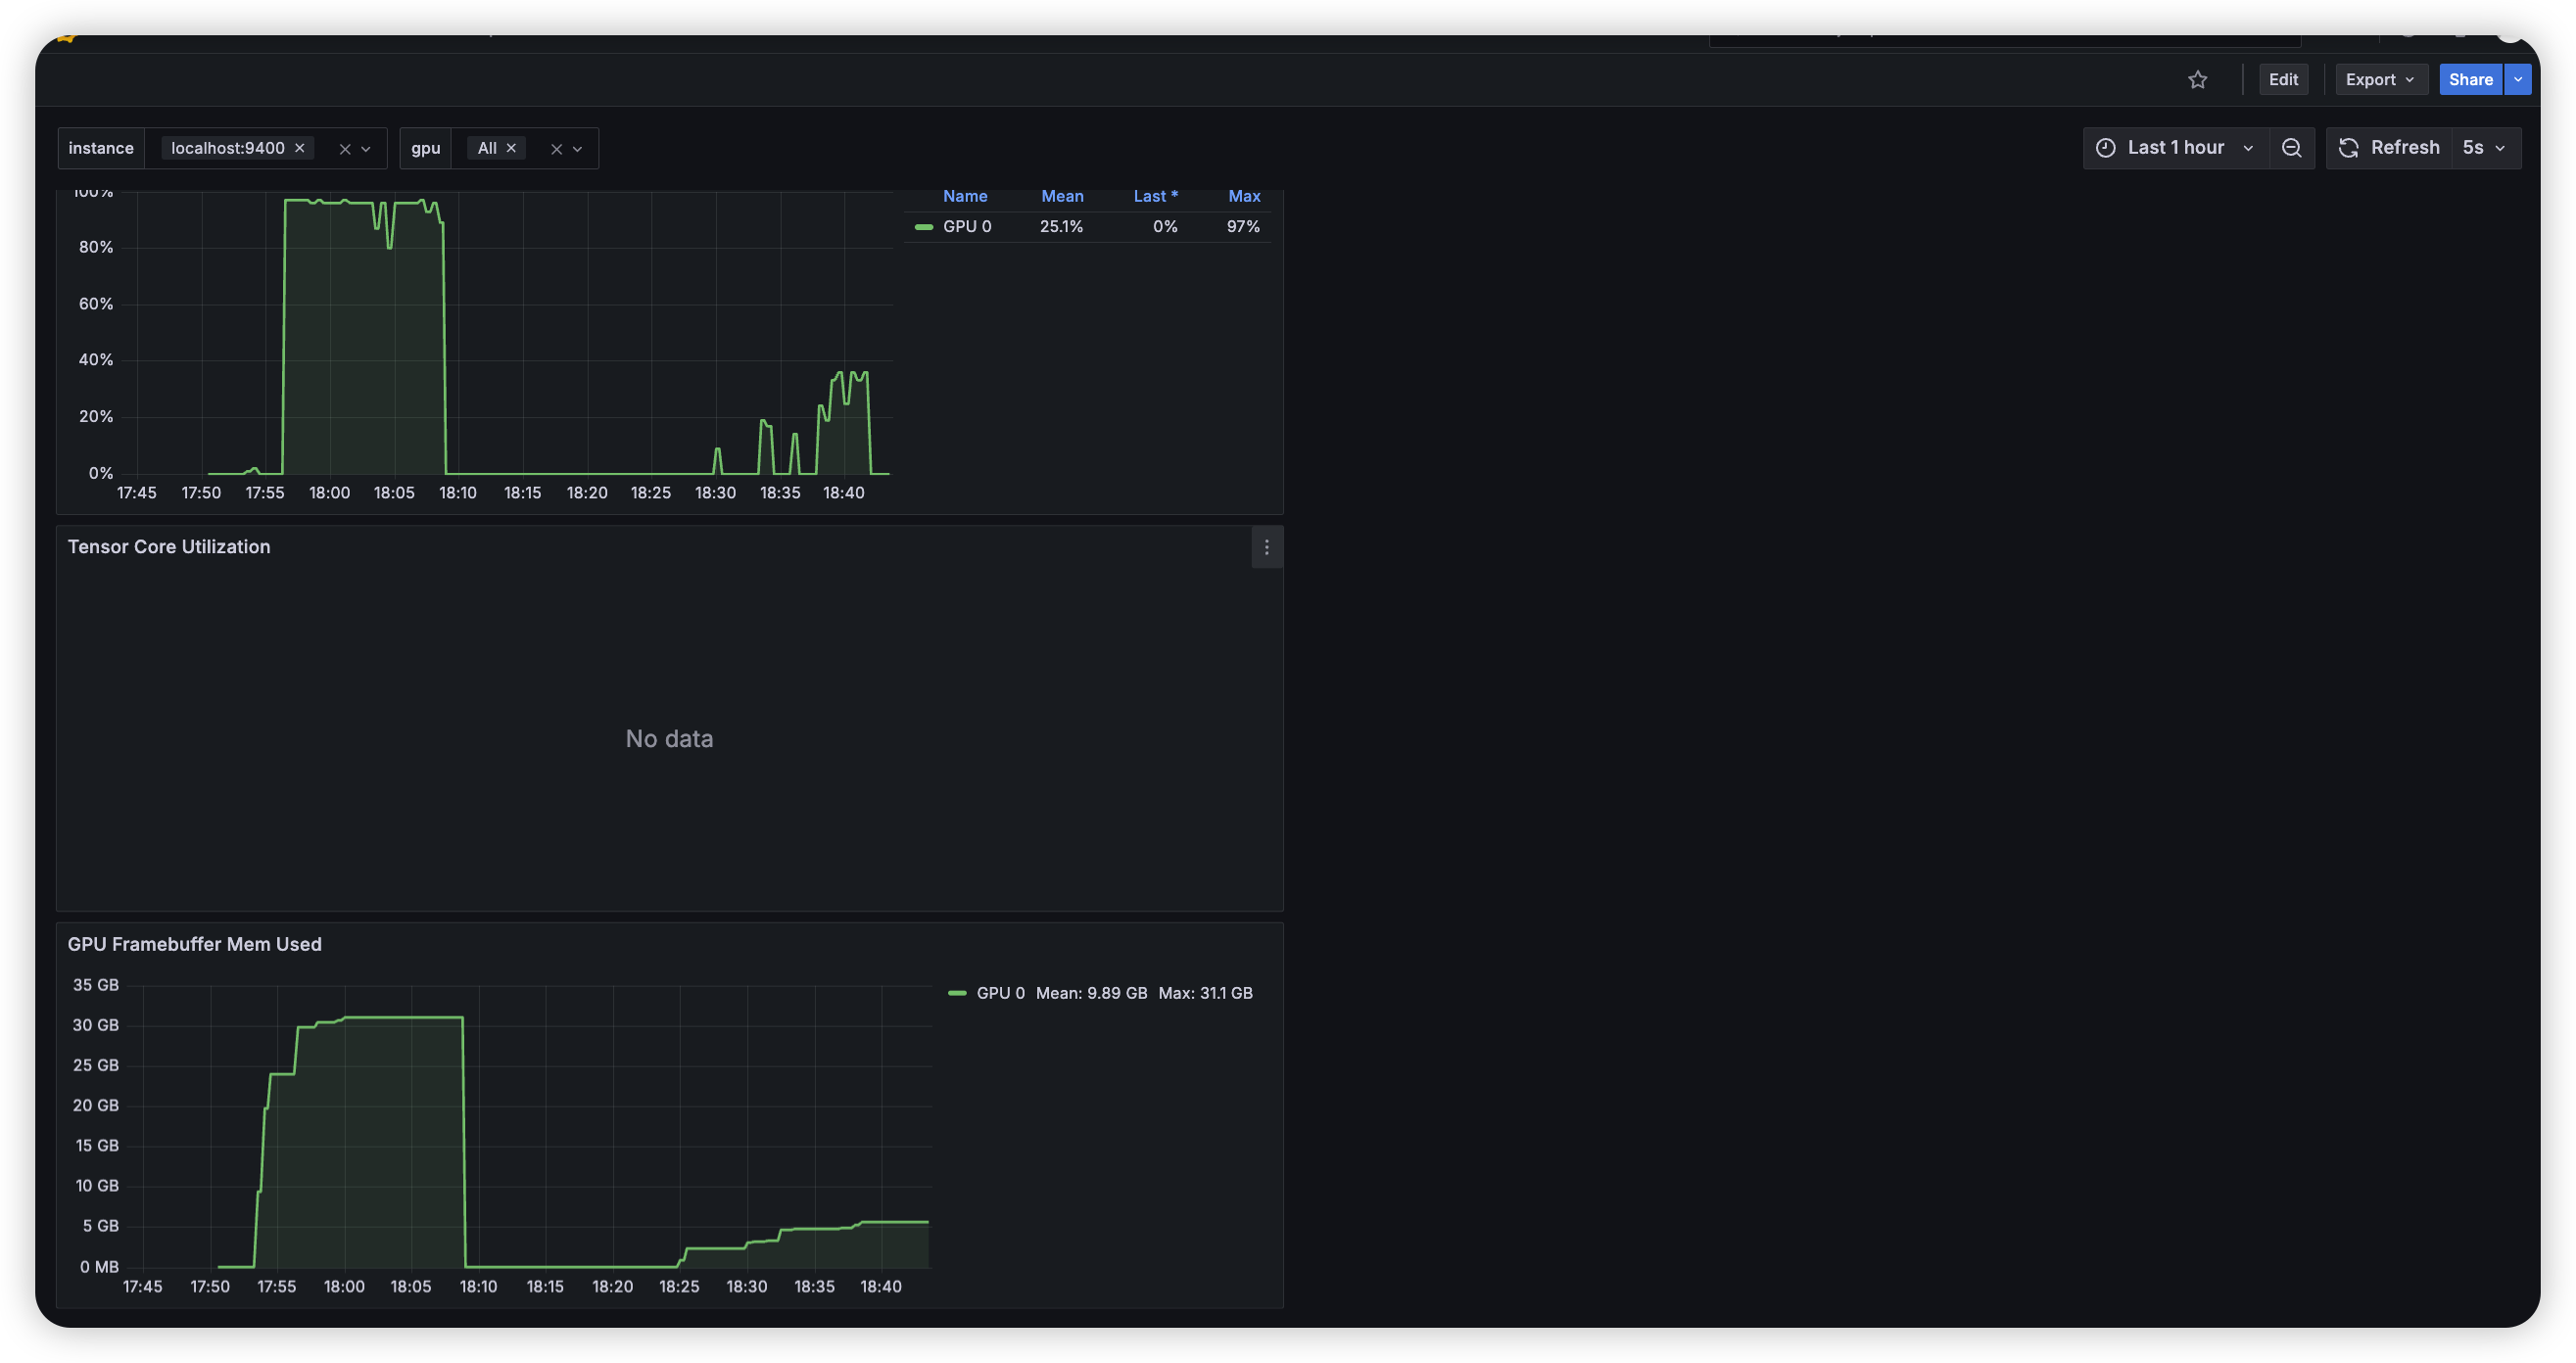 Edit Export Share
instance localhost:9400 gpu All Last 1 hour Refresh 5s
100%
80%
60%
40%
20%
0%
17:45 17:50 17:55 18:00 18:05 18:10 18:15 18:20 18:25 18:30 18:35 18:40
Name Mean Last * Max
GPU 0 25.1% 0% 97%
Tensor Core Utilization
No data
GPU Framebuffer Mem Used
35 GB
30 GB
25 GB
20 GB
15 GB
10 GB
5 GB
0 MB
17:45 17:50 17:55 18:00 18:05 18:10 18:15 18:20 18:25 18:30 18:35 18:40
GPU 0 Mean: 9.89 GB Max: 31.1 GB